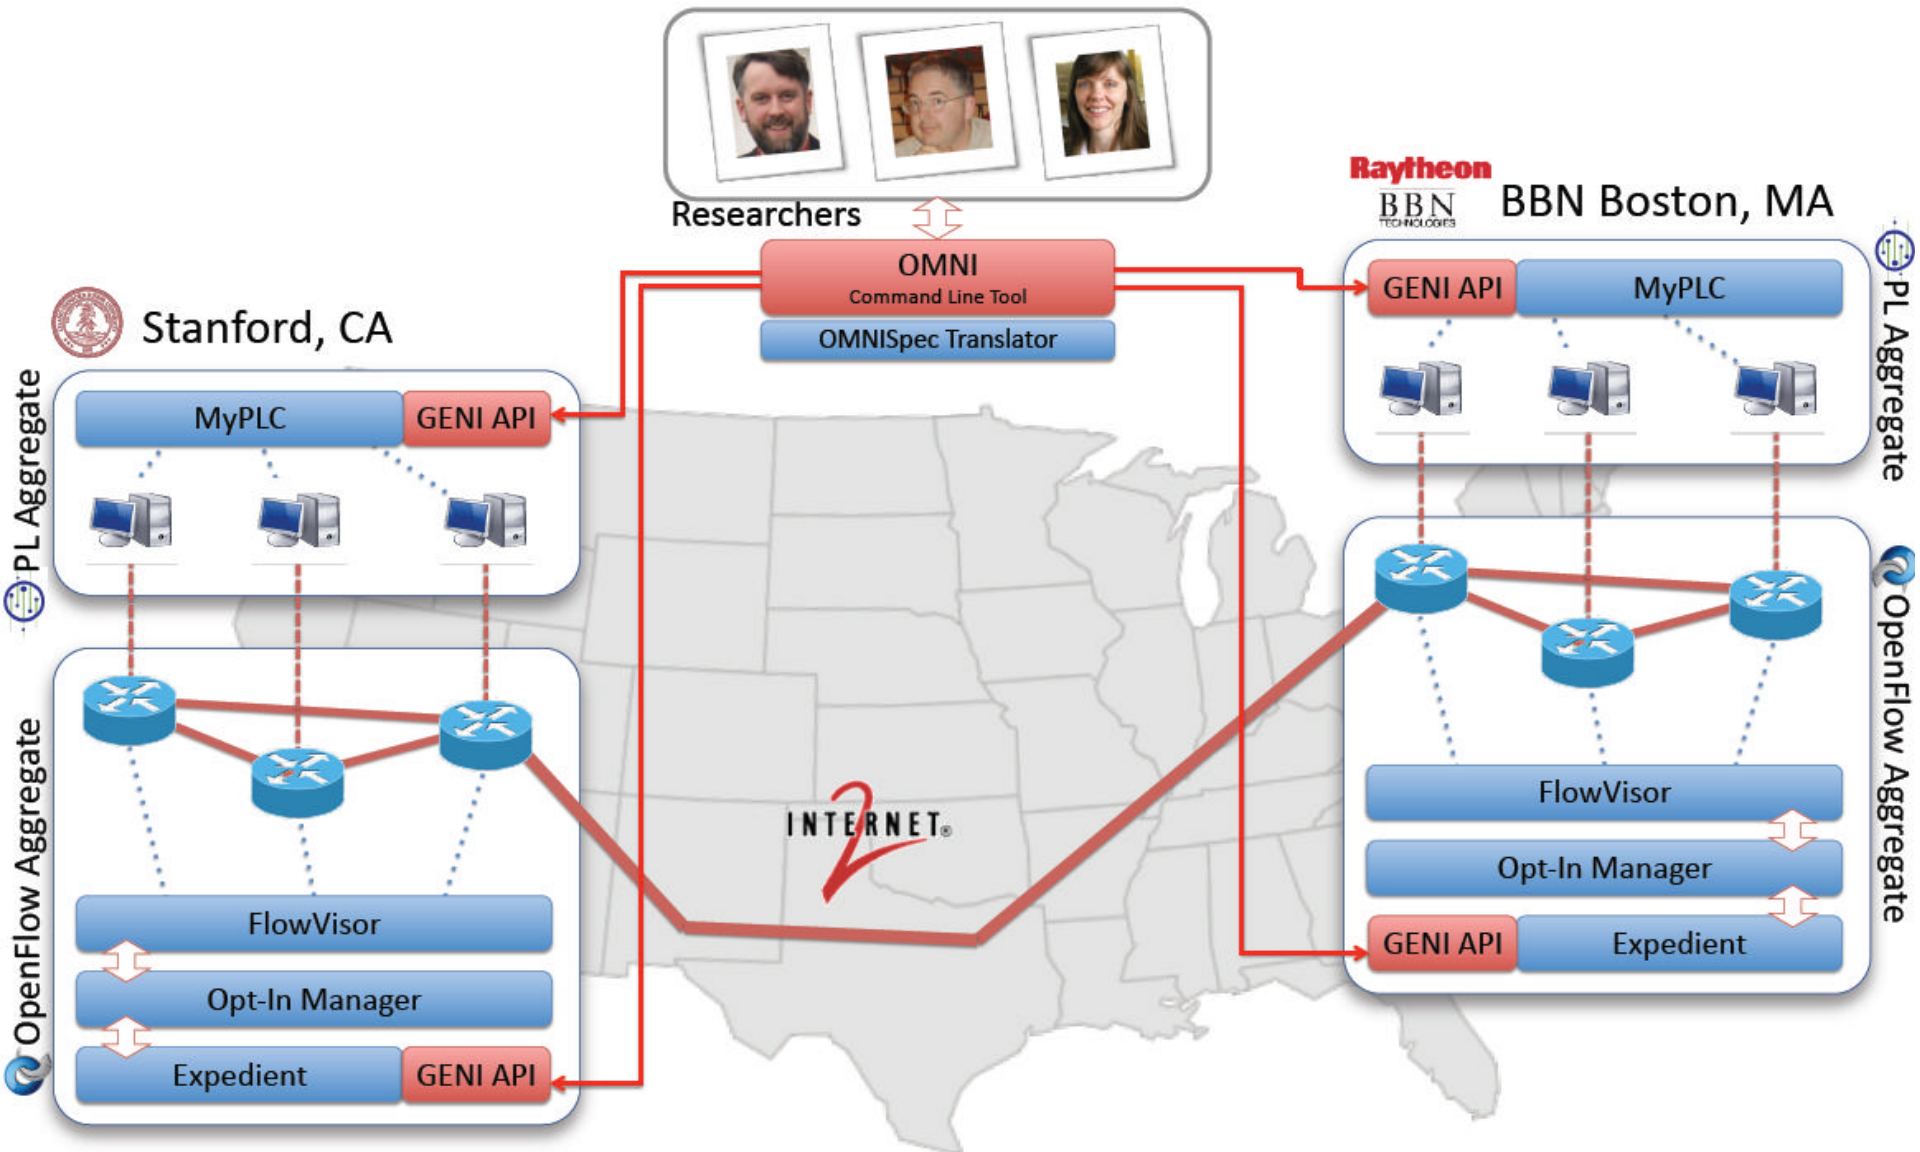 Researchers
OMNI
Command Line Tool
OMNISpec Translator
Stanford, CA
PL Aggregate
MyPLC
GENI API
OpenFlow Aggregate
FlowVisor
Opt-In Manager
Expedient
GENI API
INTERNET®
2
Raytheon
BBN
TECHNOLOGIES
BBN Boston, MA
PL Aggregate
GENI API
MyPLC
OpenFlow Aggregate
FlowVisor
Opt-In Manager
GENI API
Expedient